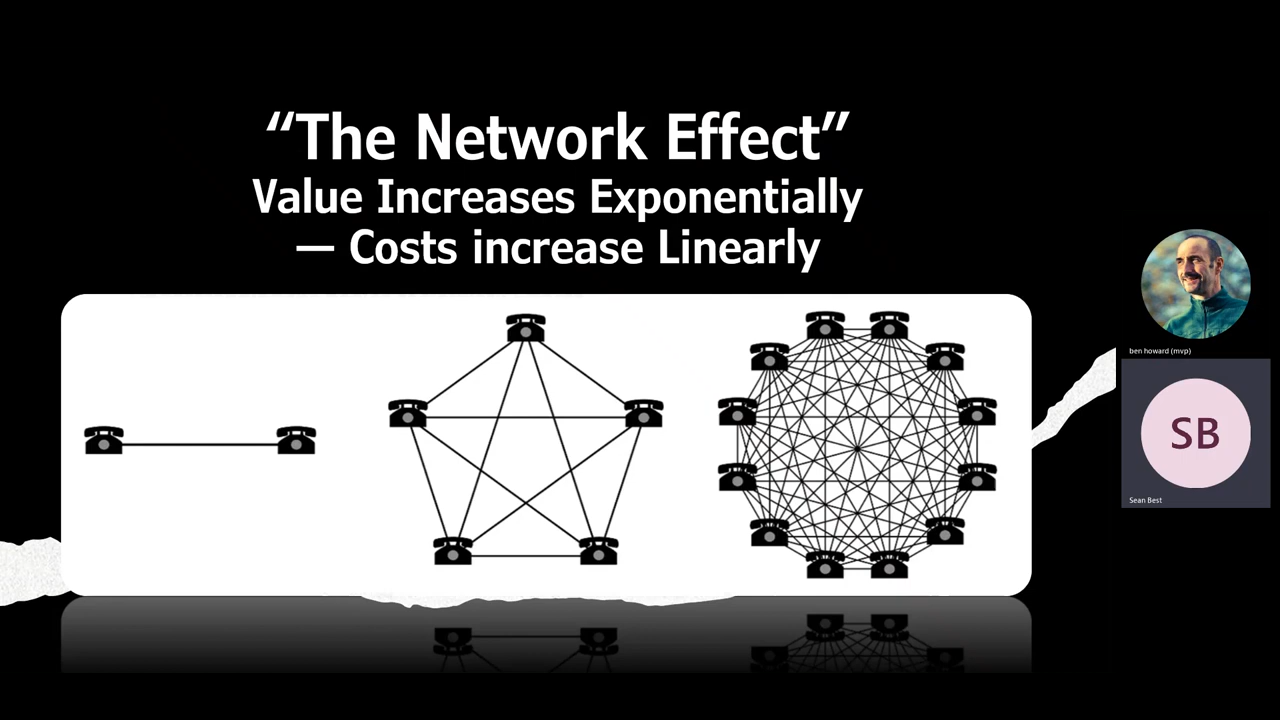 “The Network Effect”
Value Increases Exponentially
— Costs increase Linearly
ben howard (mvp)
SB
Sean Best